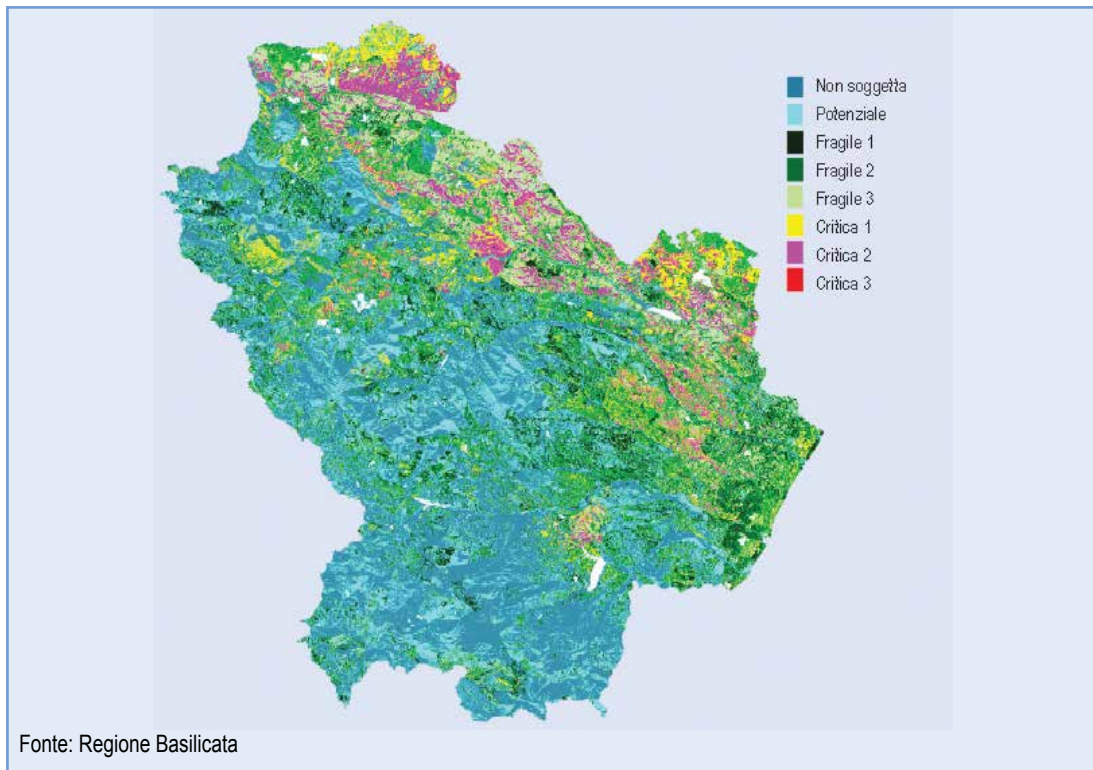 Non soggetta
Potenziale
Fragile 1
Fragile 2
Fragile 3
Critica 1
Critica 2
Critica 3
Fonte: Regione Basilicata